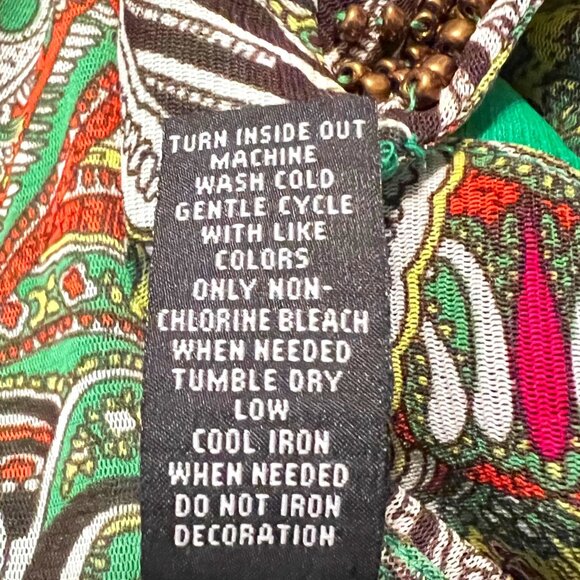 TURN INSIDE OUT
MACHINE
WASH COLD
GENTLE CYCLE
WITH LIKE
COLORS
ONLY NON-
CHLORINE BLEACH
WHEN NEEDED
TUMBLE DRY
LOW
COOL IRON
WHEN NEEDED
DO NOT IRON
DECORATION